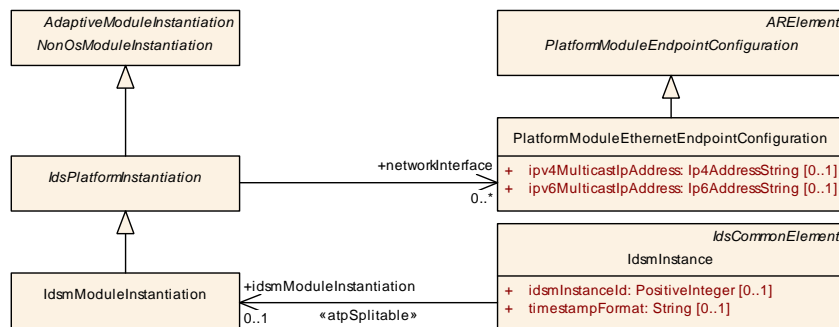 AdaptiveModuleInstantiation
NonOsModuleInstantiation
ARElement
PlatformModuleEndpointConfiguration
PlatformModuleEthernetEndpointConfiguration
+ ipv4MulticastIpAddress: Ip4AddressString [0..1]
+ ipv6MulticastIpAddress: Ip6AddressString [0..1]
+networkInterface
0..*
IdsPlatformInstantiation
IdsCommonElement
IdsmInstance
+ idsmInstanceId: PositiveInteger [0..1]
+ timestampFormat: String [0..1]
IdsmModuleInstantiation
+idsmModuleInstantiation
0..1
«atpSplitable»